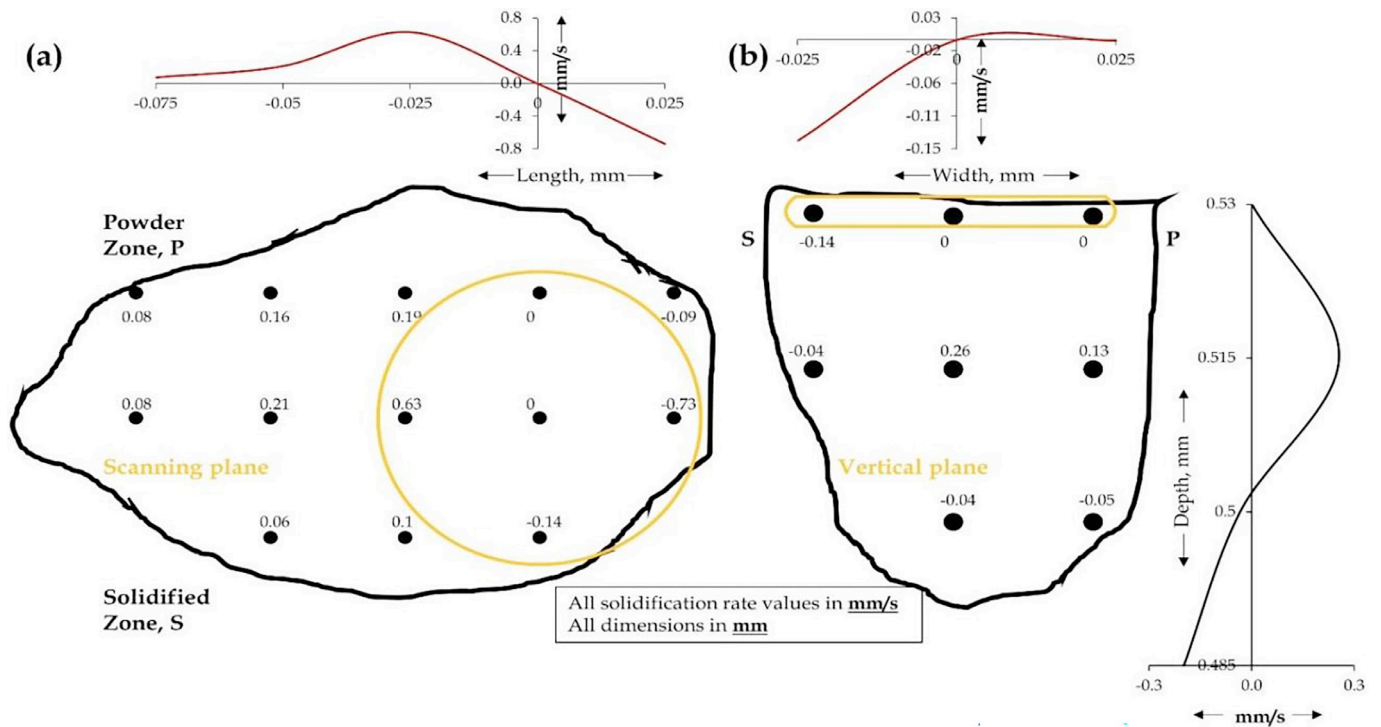 (a)
0.8
0.4
0.0
-0.4
-0.8
mm/s
-0.075
-0.05
-0.025
0
0.025
Length, mm
(b)
0.03
-0.02
-0.06
-0.11
-0.15
mm/s
-0.025
0
0.025
Width, mm
Powder
Zone, P
0.08
0.16
0.19
0
-0.09
0.08
0.21
0.63
0
-0.73
Scanning plane
0.06
0.1
-0.14
Solidified
Zone, S
S
P
-0.14
0
0
-0.04
0.26
0.13
Vertical plane
-0.04
-0.05
0.53
0.515
0.5
0.485
Depth, mm
-0.3
0.0
0.3
mm/s
All solidification rate values in mm/s
All dimensions in mm